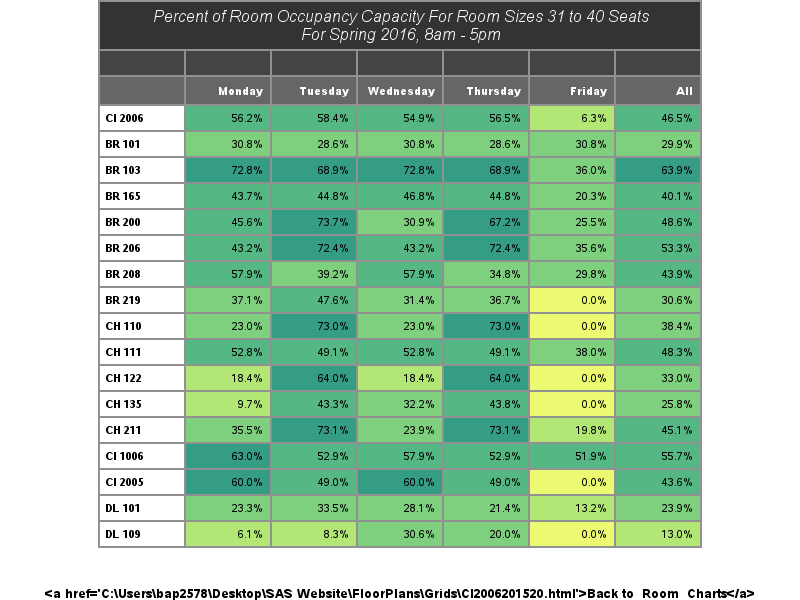 Percent of Room Occupancy Capacity For Room Sizes 31 to 40 Seats
For Spring 2016, 8am - 5pm
Monday Tuesday Wednesday Thursday Friday All
CI 2006 56.2% 58.4% 54.9% 56.5% 6.3% 46.5%
BR 101 30.8% 28.6% 30.8% 28.6% 30.8% 29.9%
BR 103 72.8% 68.9% 72.8% 68.9% 36.0% 63.9%
BR 165 43.7% 44.8% 46.8% 44.8% 20.3% 40.1%
BR 200 45.6% 73.7% 30.9% 67.2% 25.5% 48.6%
BR 206 43.2% 72.4% 43.2% 72.4% 35.6% 53.3%
BR 208 57.9% 39.2% 57.9% 34.8% 29.8% 43.9%
BR 219 37.1% 47.6% 31.4% 36.7% 0.0% 30.6%
CH 110 23.0% 73.0% 23.0% 73.0% 0.0% 38.4%
CH 111 52.8% 49.1% 52.8% 49.1% 38.0% 48.3%
CH 122 18.4% 64.0% 18.4% 64.0% 0.0% 33.0%
CH 135 9.7% 43.3% 32.2% 43.8% 0.0% 25.8%
CH 211 35.5% 73.1% 23.9% 73.1% 19.8% 45.1%
CI 1006 63.0% 52.9% 57.9% 52.9% 51.9% 55.7%
CI 2005 60.0% 49.0% 60.0% 49.0% 0.0% 43.6%
DL 101 23.3% 33.5% 28.1% 21.4% 13.2% 23.9%
DL 109 6.1% 8.3% 30.6% 20.0% 0.0% 13.0%
<a href='C:\Users\bap2578\Desktop\SAS Website\FloorPlans\Grids\CI2006201520.html'>Back to Room Charts</a>